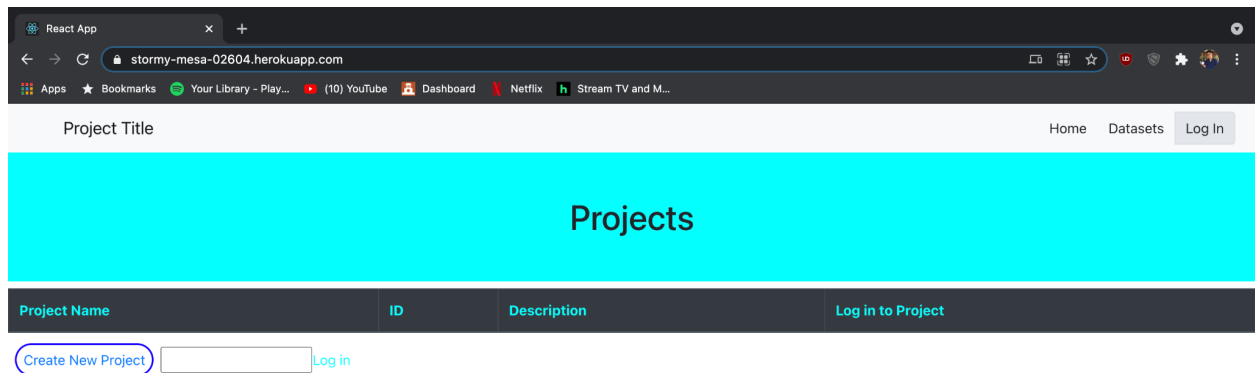 React App
stormy-mesa-02604.herokuapp.com
Apps Bookmarks Your Library - Play... (10) YouTube Dashboard Netflix h Stream TV and M...
Project Title Home Datasets Log In
Projects
Project Name ID Description Log in to Project
Create New Project Log in